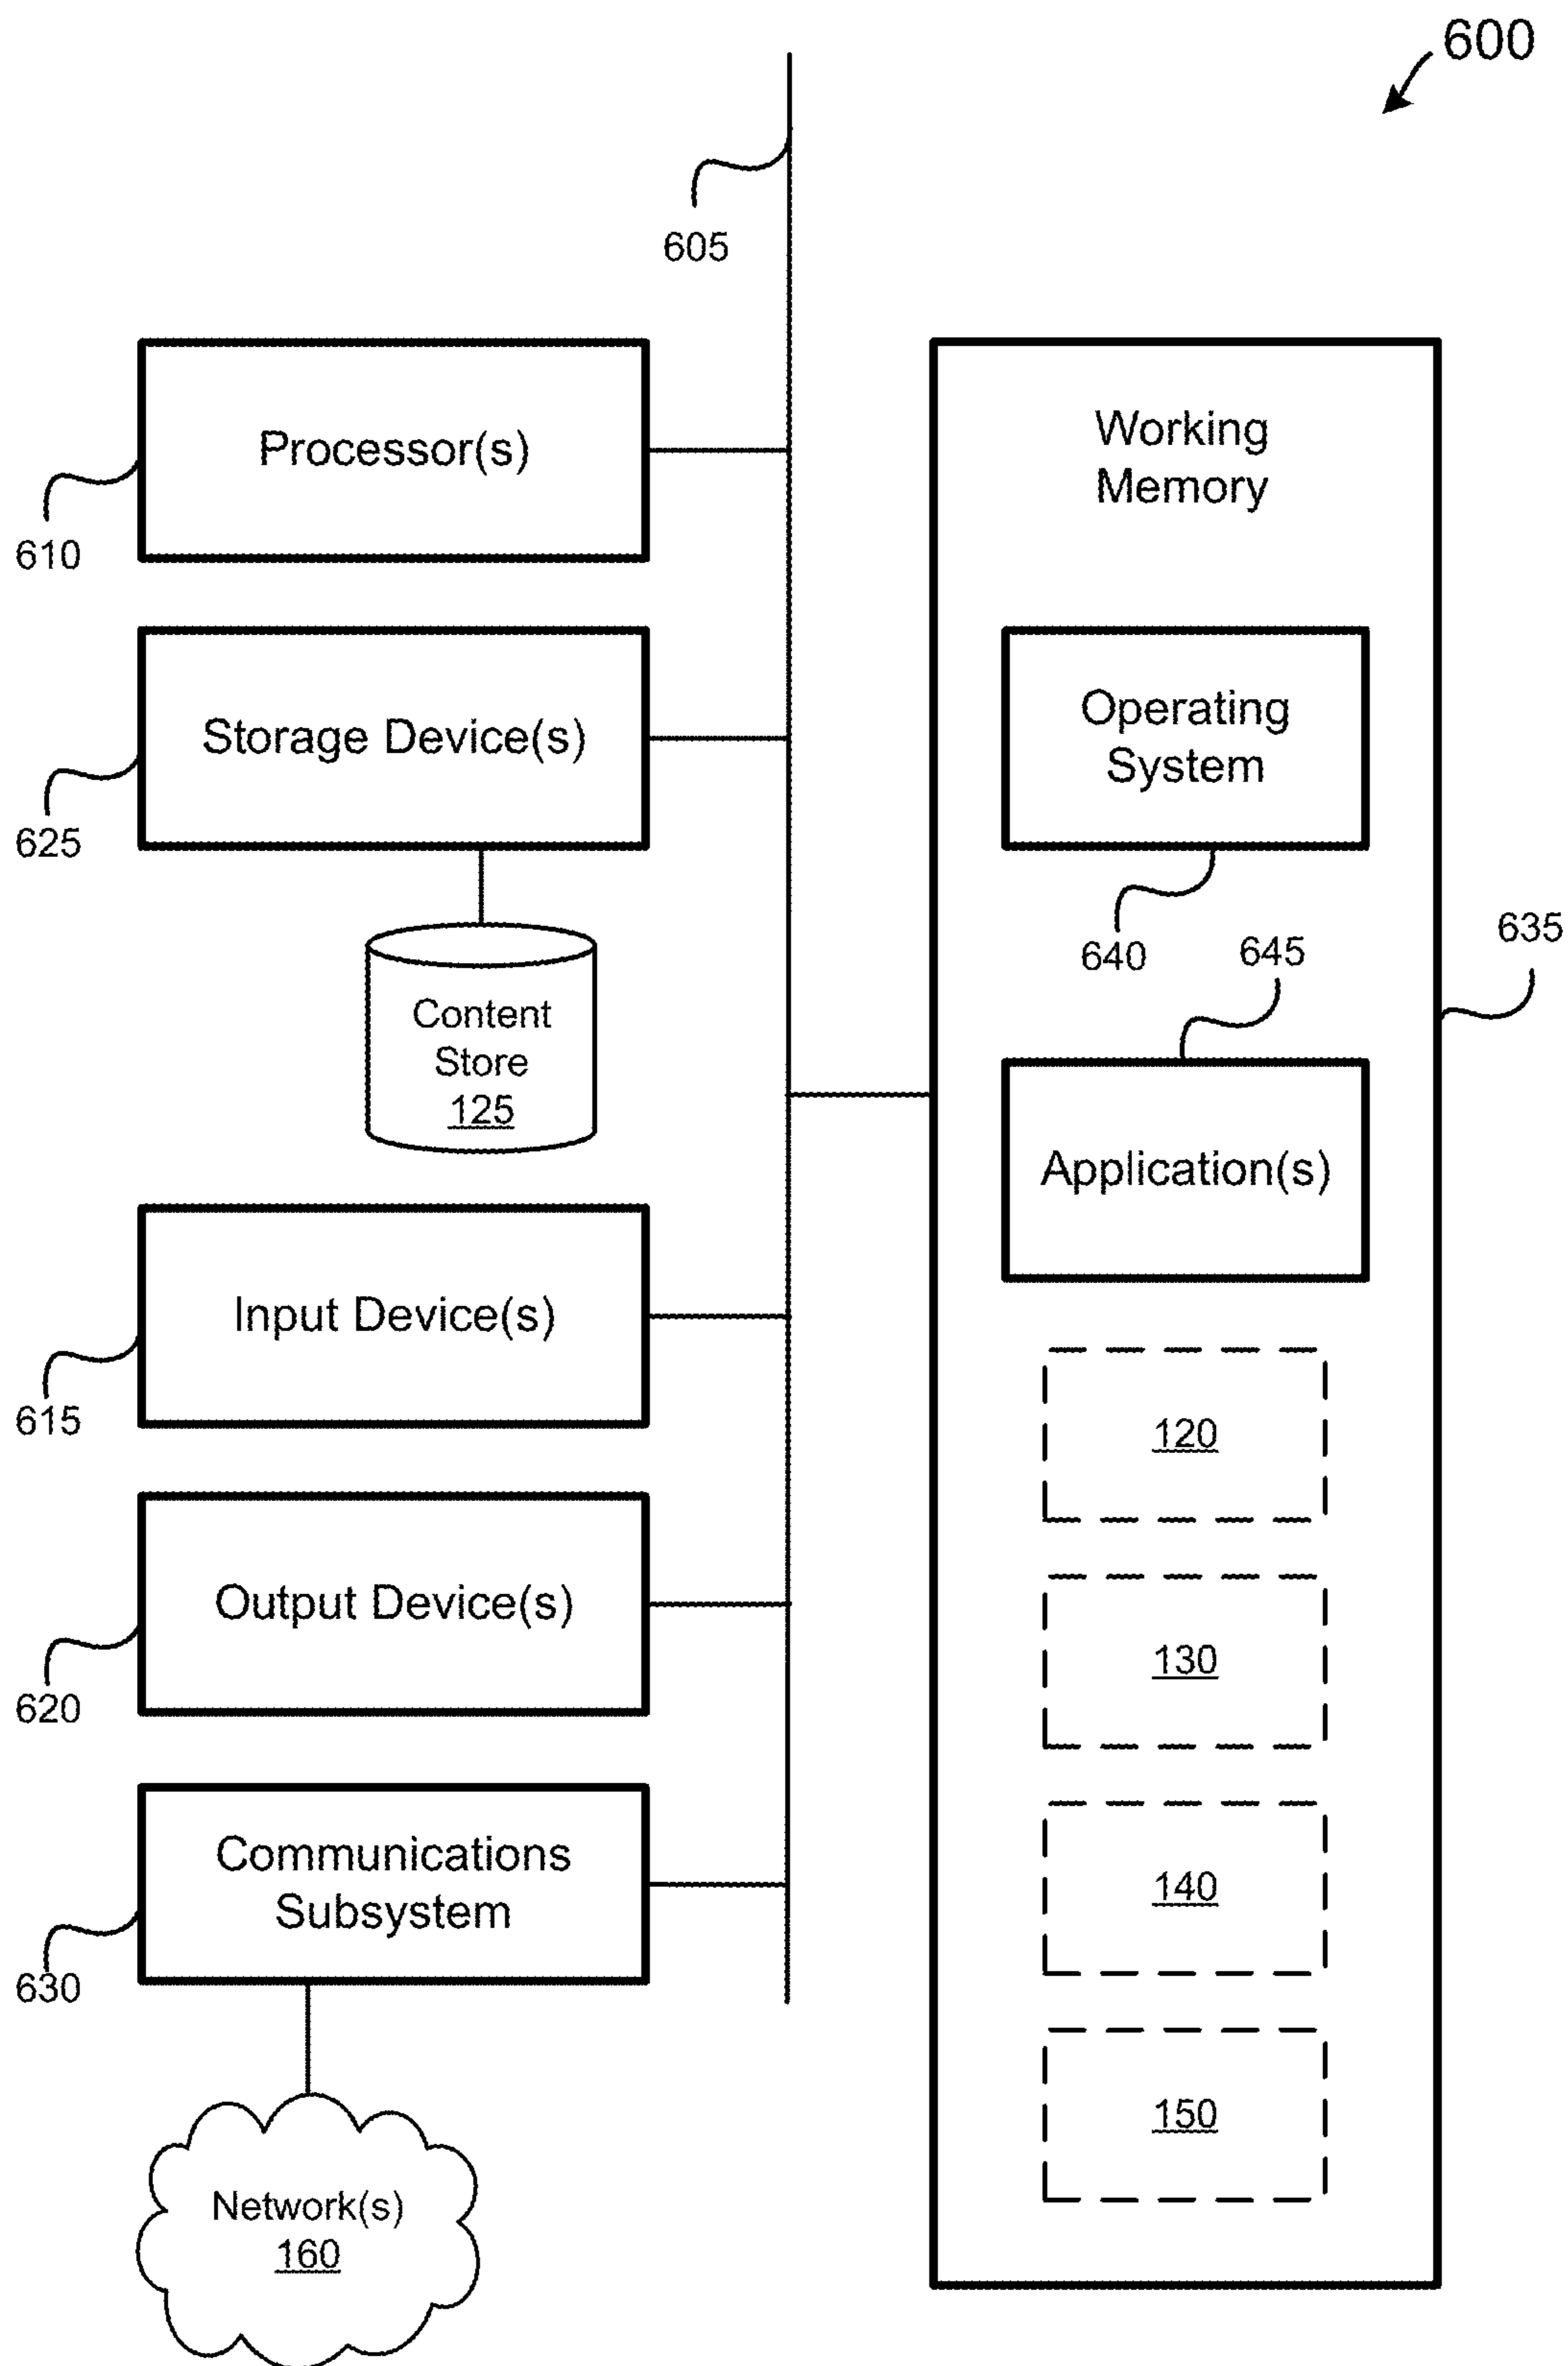 600
605
Processor(s)
610
Storage Device(s)
625
Content
Store
125
Input Device(s)
615
Output Device(s)
620
Communications
Subsystem
630
Network(s)
160
Working
Memory
Operating
System
640
645
635
Application(s)
120
130
140
150